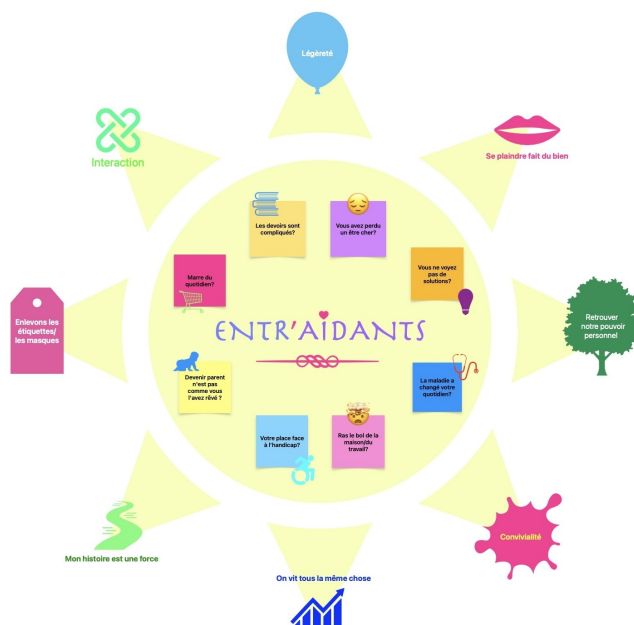 Légèreté
Interaction
Se plaindre fait du bien
Les devoirs sont
compliqués?
Vous avez perdu
un être cher?
Marre du
quotidien?
Vous ne voyez
pas de
solutions?
Enlevons les
étiquettes/
les masques
ENTR'AIDANTS
Retrouver
notre pouvoir
personnel
Devenir parent
n'est pas
comme vous
l'avez rêvé ?
La maladie a
changé votre
quotidien?
Votre place face
à l'handicap?
Ras le bol de la
maison/du
travail?
Mon histoire est une force
Convivialité
On vit tous la même chose